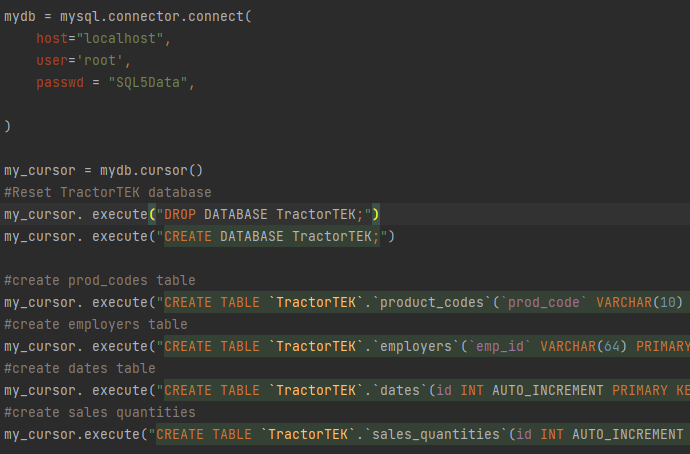 mydb = mysql.connector.connect(
    host="localhost",
    user='root',
    passwd = "SQL5Data",
)
my_cursor = mydb.cursor()
#Reset TractorTEK database
my_cursor. execute("DROP DATABASE TractorTEK;")
my_cursor. execute("CREATE DATABASE TractorTEK;")
#create prod_codes table
my_cursor. execute("CREATE TABLE `TractorTEK`.`product_codes`(`prod_code` VARCHAR(10)
#create employers table
my_cursor. execute("CREATE TABLE `TractorTEK`.`employers`(`emp_id` VARCHAR(64) PRIMARY
#create dates table
my_cursor. execute("CREATE TABLE `TractorTEK`.`dates`(id INT AUTO_INCREMENT PRIMARY KE
#create sales quantities
my_cursor.execute("CREATE TABLE `TractorTEK`.`sales_quantities`(id INT AUTO_INCREMENT